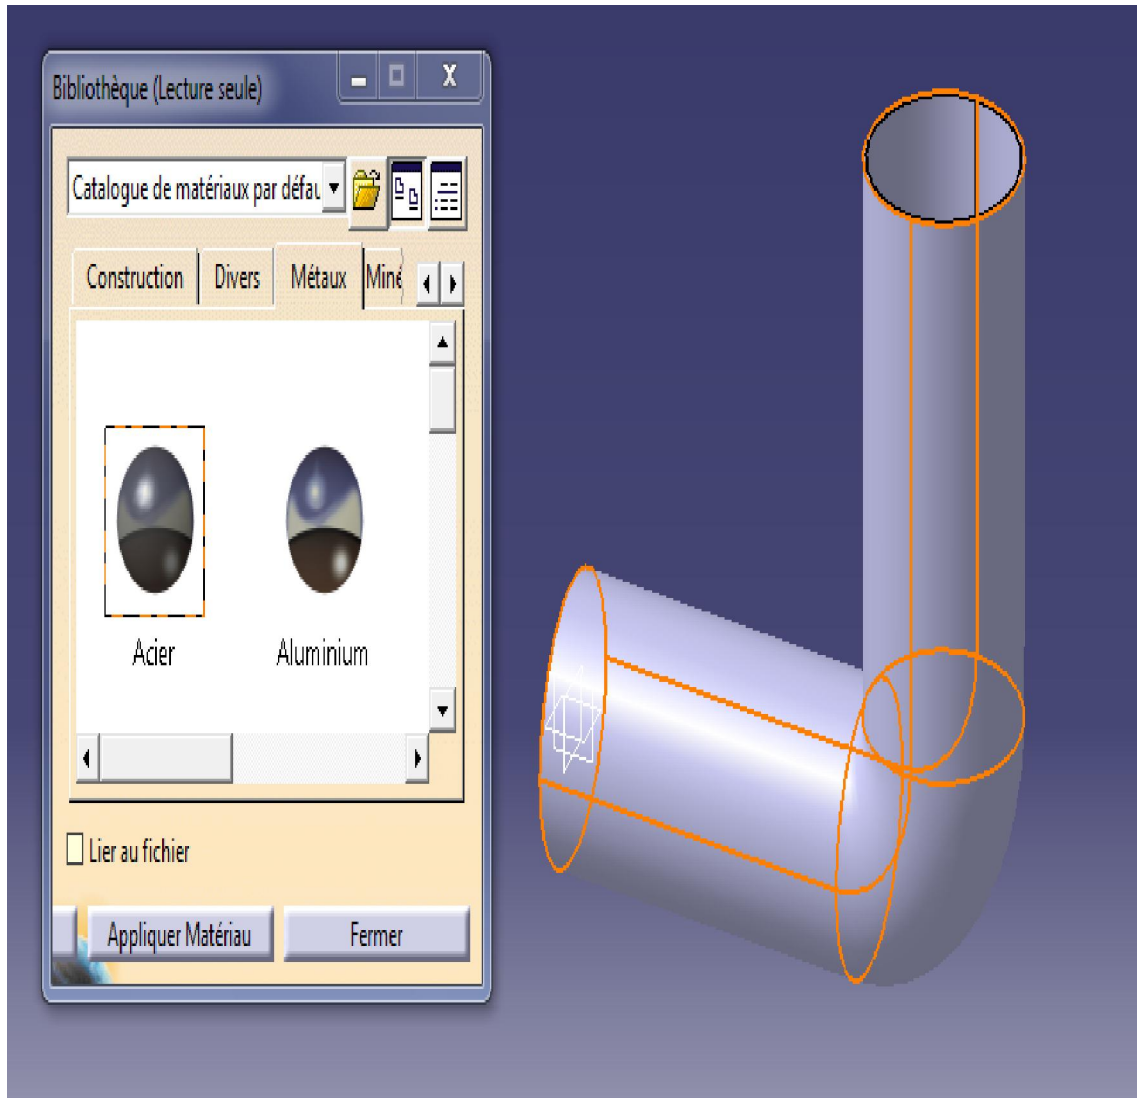 Bibliothèque (Lecture seule)
X
Catalogue de matériaux par défau
Construction Divers Métaux Miné
Acier Aluminium
Lier au fichier
Appliquer Matériau Fermer